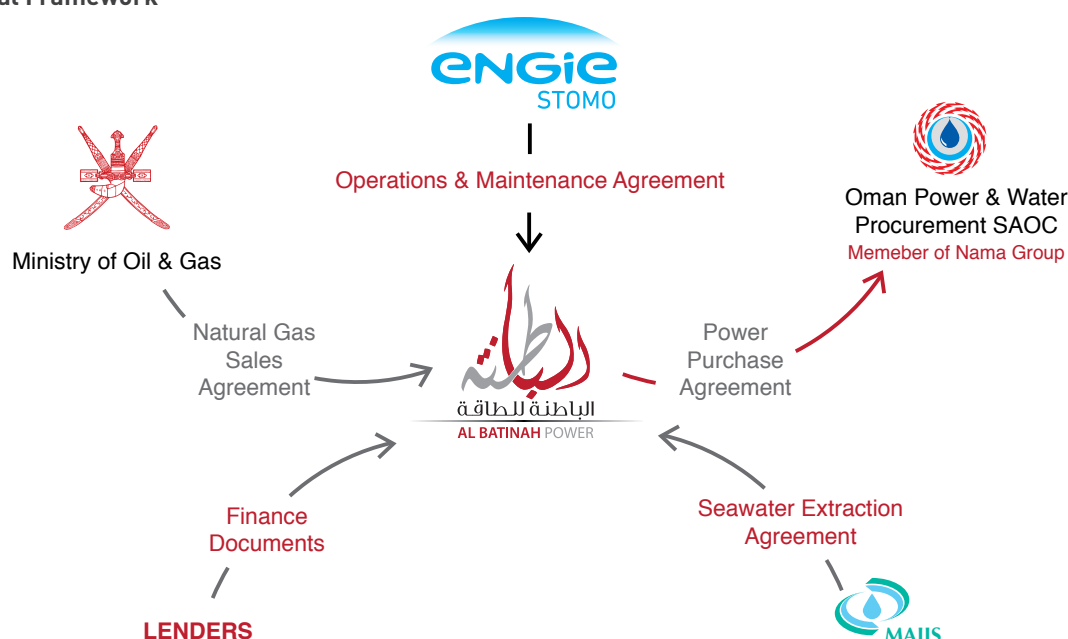 ENGIE
STOMO
Operations & Maintenance Agreement
Oman Power & Water
Procurement SAOC
Memeber of Nama Group
Ministry of Oil & Gas
Natural Gas
Sales
Agreement
Power
Purchase
Agreement
الباطنة
الباطنة للطاقة
AL BATINAH POWER
Finance
Documents
Seawater Extraction
Agreement
LENDERS